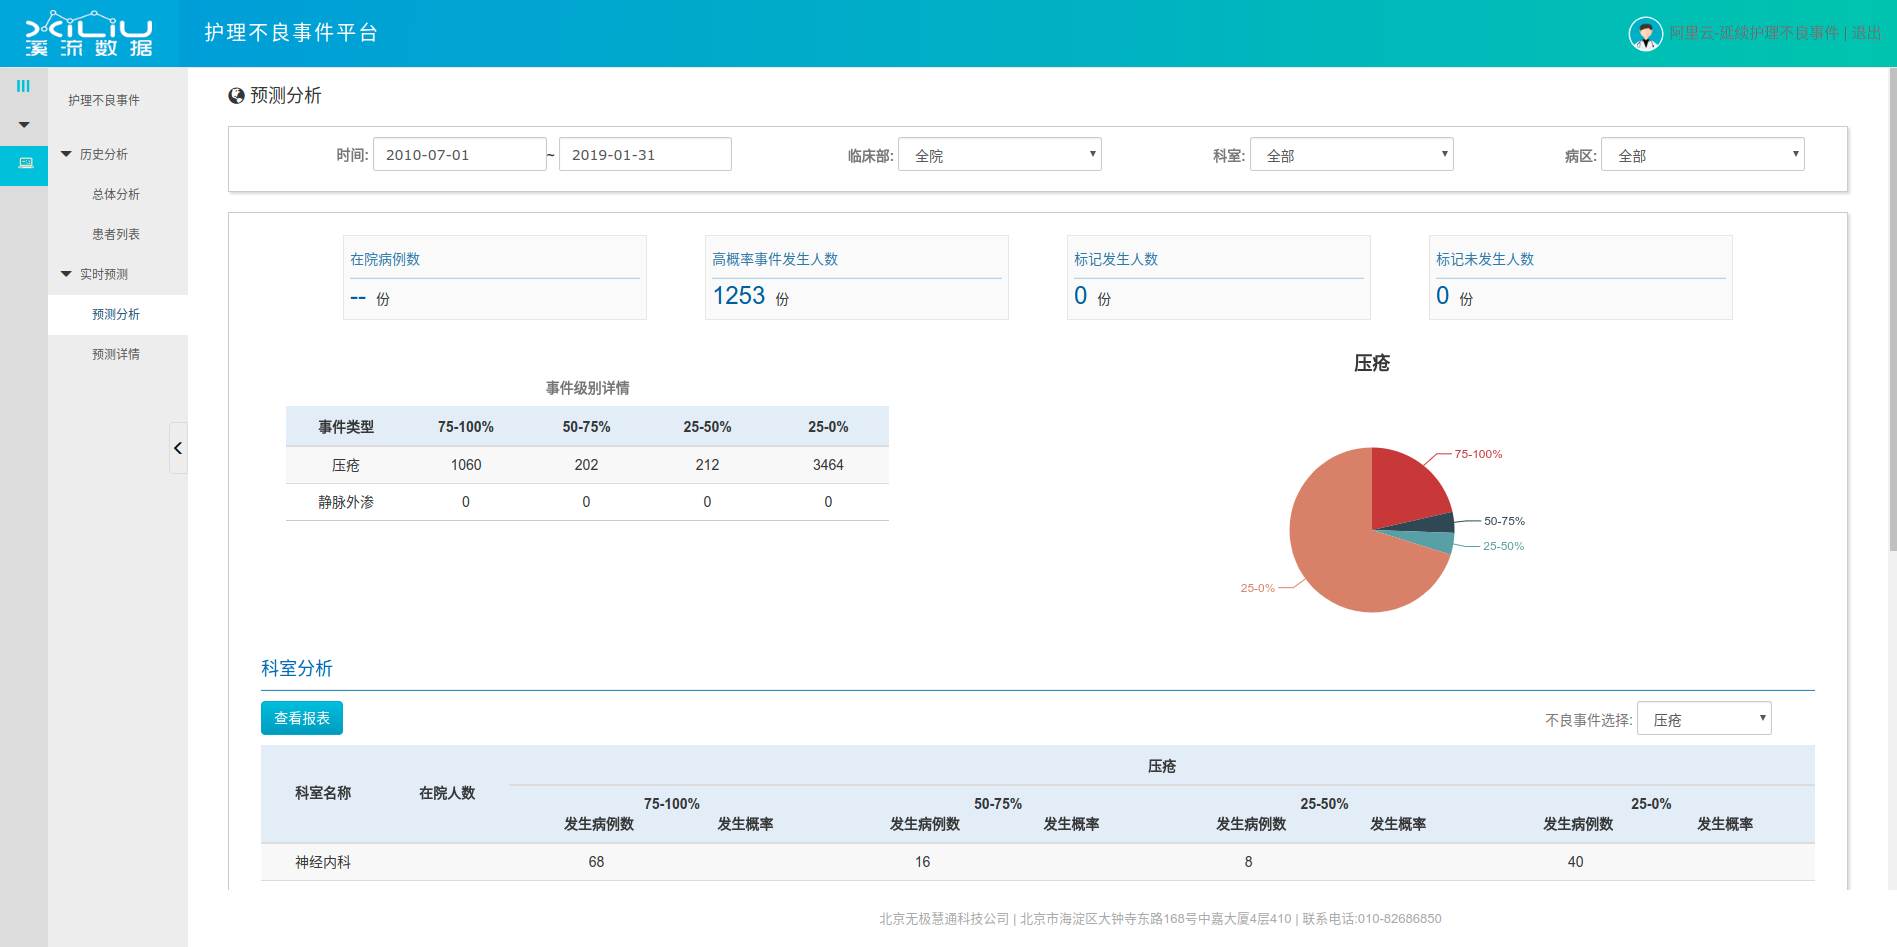 XiLiU
溪流数据
护理不良事件平台
阿里云-延续护理不良事件 | 退出
护理不良事件
历史分析
总体分析
患者列表
实时预测
预测分析
预测详情
预测分析
时间: 2010-07-01 ~ 2019-01-31 临床部: 全院 科室: 全部 病区: 全部
在院病例数 高概率事件发生人数 标记发生人数 标记未发生人数
-- 份 1253 份 0 份 0 份
事件级别详情
事件类型 75-100% 50-75% 25-50% 25-0%
压疮 1060 202 212 3464
静脉外渗 0 0 0 0
压疮
75-100%
50-75%
25-50%
25-0%
科室分析
查看报表 不良事件选择: 压疮
科室名称 在院人数 压疮
75-100% 50-75% 25-50% 25-0%
发生病例数 发生概率 发生病例数 发生概率 发生病例数 发生概率 发生病例数 发生概率
神经内科 68 16 8 40
北京无极慧通科技公司 | 北京市海淀区大钟寺东路168号中嘉大厦4层410 | 联系电话:010-82686850